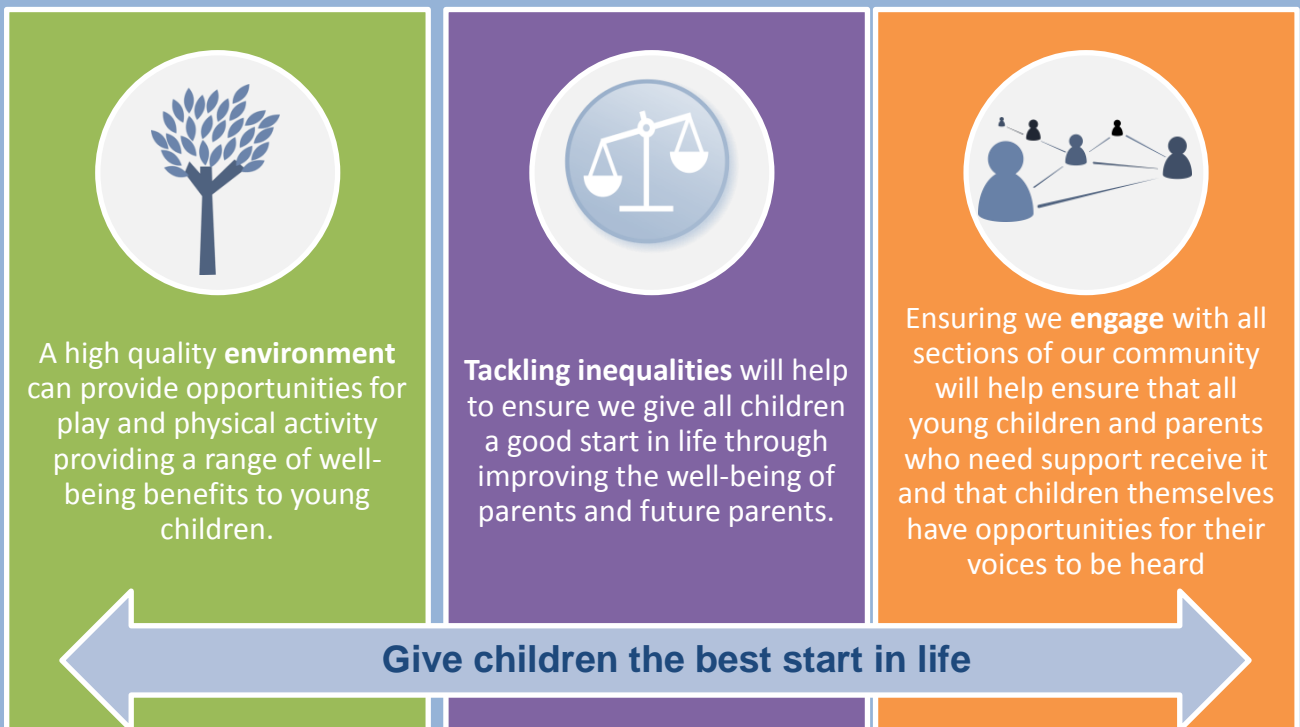 A high quality environment
can provide opportunities for
play and physical activity
providing a range of well-
being benefits to young
children.
Tackling inequalities will help
to ensure we give all children
a good start in life through
improving the well-being of
parents and future parents.
Ensuring we engage with all
sections of our community
will help ensure that all
young children and parents
who need support receive it
and that children themselves
have opportunities for their
voices to be heard
Give children the best start in life